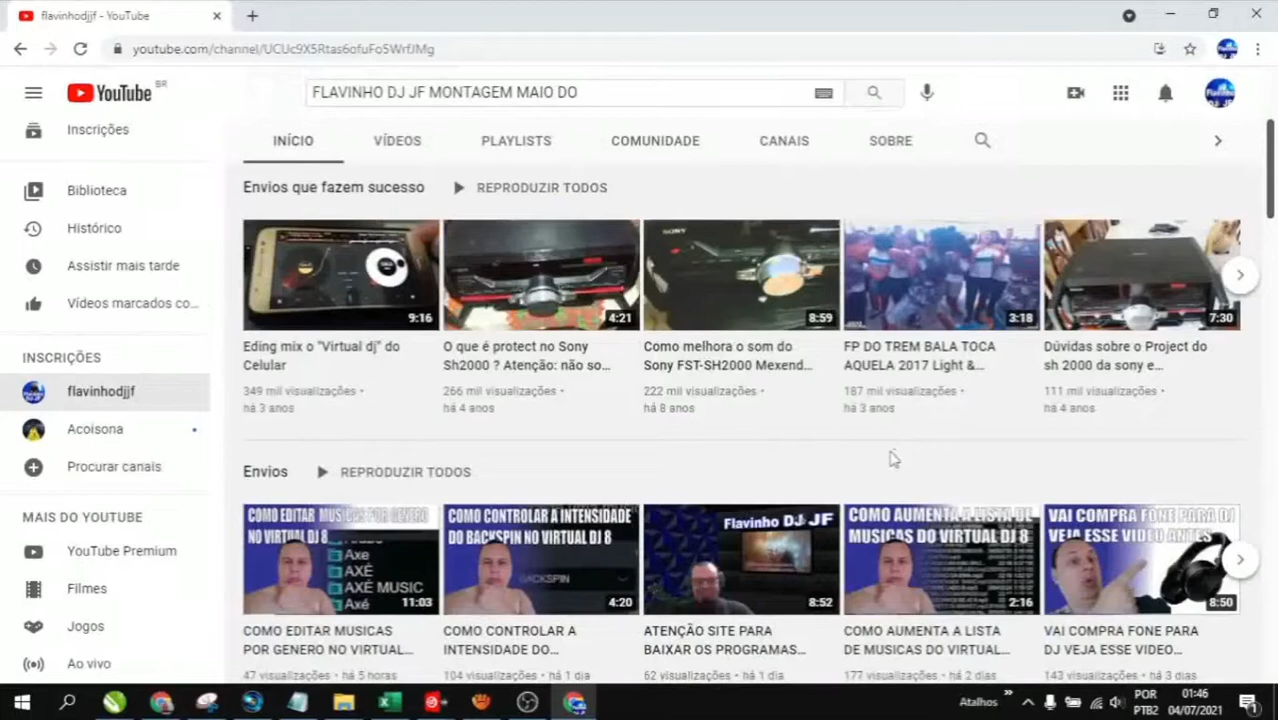 flavinhodjjf - YouTube
youtube.com/channel/UCUc9X5Rtas6ofuFo5WrfJMg
YouTube BR
FLAVINHO DJ JF MONTAGEM MAIO DO
Inscrições
INÍCIO VÍDEOS PLAYLISTS COMUNIDADE CANAIS SOBRE
Envios que fazem sucesso REPRODUZIR TODOS
Biblioteca
Histórico
Assistir mais tarde
Vídeos marcados co...
INSCRIÇÕES
flavinhodjjf
Acoisona
Procurar canais
MAIS DO YOUTUBE
YouTube Premium
Filmes
Jogos
Ao vivo
9:16
Eding mix o "Virtual dj" do
Celular
349 mil visualizações •
há 3 anos
4:21
O que é protect no Sony
Sh2000 ? Atenção: não so...
266 mil visualizações •
há 4 anos
SONY
8:59
Como melhora o som do
Sony FST-SH2000 Mexend...
222 mil visualizações •
há 8 anos
3:18
FP DO TREM BALA TOCA
AQUELA 2017 Light &...
187 mil visualizações •
há 3 anos
7:30
Dúvidas sobre o Project do
sh 2000 da sony e...
111 mil visualizações •
há 4 anos
Envios REPRODUZIR TODOS
COMO EDITAR MUSICAS POR GENERO
NO VIRTUAL DJ 8
Axe
AXÉ
AXE MUSIC
Axé
11:03
COMO EDITAR MUSICAS
POR GENERO NO VIRTUAL...
47 visualizações • há 5 horas
COMO CONTROLAR A INTENSIDADE
DO BACKSPIN NO VIRTUAL DJ 8
BACKSPIN
4:20
COMO CONTROLAR A
INTENSIDADE DO...
104 visualizações • há 1 dia
Flavinho DJ JF
8:52
ATENÇÃO SITE PARA
BAIXAR OS PROGRAMAS...
62 visualizações • há 1 dia
COMO AUMENTA A LISTA DE
MUSICAS DO VIRTUAL DJ 8
2:16
COMO AUMENTA A LISTA
DE MUSICAS DO VIRTUAL...
177 visualizações • há 2 dias
VAI COMPRA FONE PARA DJ
VEJA ESSE VIDEO ANTES
8:50
VAI COMPRA FONE PARA
DJ VEJA ESSE VIDEO...
143 visualizações • há 3 dias
Atalhos
POR
PTB2
01:46
04/07/2021
1